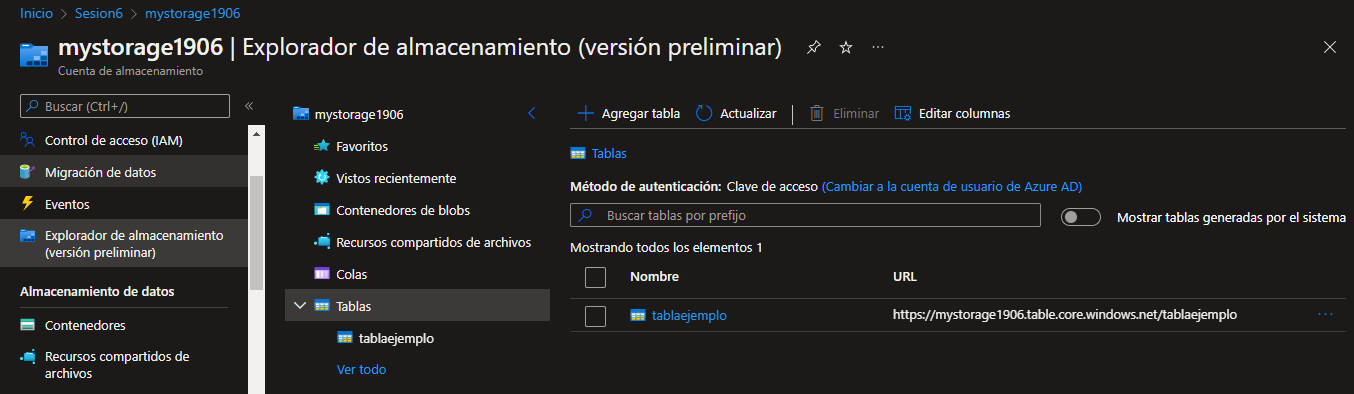 Inicio > Sesion6 > mystorage1906
mystorage1906 | Explorador de almacenamiento (versión preliminar)
Cuenta de almacenamiento
Buscar (Ctrl+/)
Control de acceso (IAM)
Migración de datos
Eventos
Explorador de almacenamiento
(versión preliminar)
Almacenamiento de datos
Contenedores
Recursos compartidos de
archivos
mystorage1906
Favoritos
Vistos recientemente
Contenedores de blobs
Recursos compartidos de archivos
Colas
Tablas
tablaejemplo
Ver todo
Agregar tabla Actualizar Eliminar Editar columnas
Tablas
Método de autenticación: Clave de acceso (Cambiar a la cuenta de usuario de Azure AD)
Buscar tablas por prefijo Mostrar tablas generadas por el sistema
Mostrando todos los elementos 1
Nombre URL
tablaejemplo https://mystorage1906.table.core.windows.net/tablaejemplo